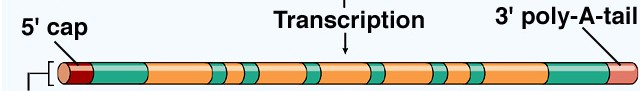 5' cap
Transcription
3' poly-A-tail